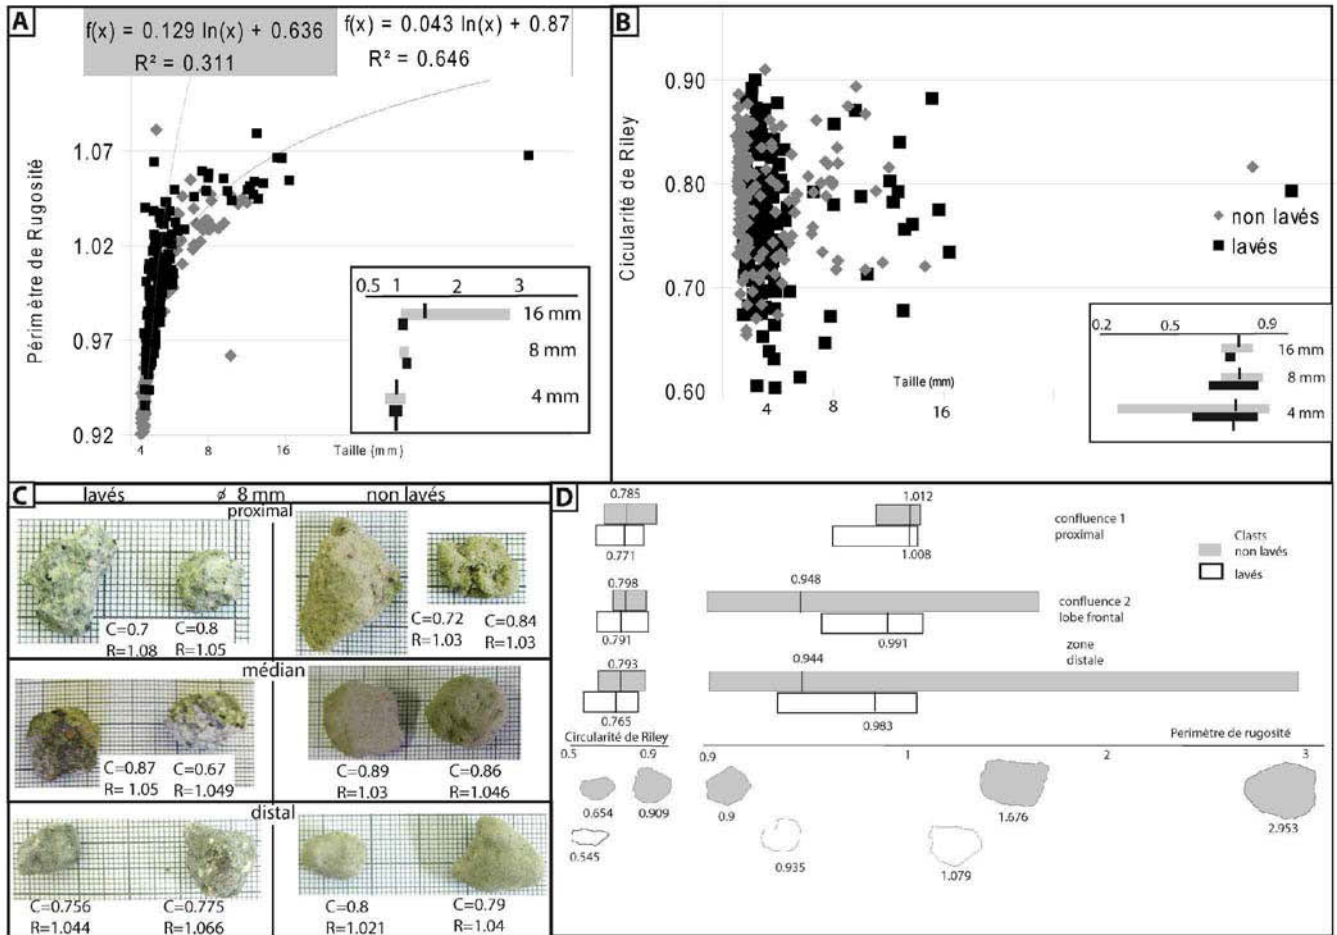 A
f(x) = 0.129 ln(x) + 0.636
R² = 0.311
f(x) = 0.043 ln(x) + 0.87
R² = 0.646
Périmètre de Rugosité
1.07
1.02
0.97
0.92
4 8 16 Taille (mm)
0.5 1 2 3
16 mm
8 mm
4 mm
B
Cicularité de Riley
0.90
0.80
0.70
0.60
non lavés
lavés
Taille (mm)
4 8 16
0.2 0.5 0.9
16 mm
8 mm
4 mm
C
lavés ø 8 mm non lavés
proximal
C=0.7 C=0.8
R=1.08 R=1.05
C=0.72 C=0.84
R=1.03 R=1.03
médian
C=0.87 C=0.67
R= 1.05 R=1.049
C=0.89 C=0.86
R=1.03 R=1.046
distal
C=0.756 C=0.775
R=1.044 R=1.066
C=0.8 C=0.79
R=1.021 R=1.04
D
0.785
0.771
1.012
1.008
confluence 1
proximal
Clasts
non lavés
lavés
0.798
0.791
0.948
0.991
confluence 2
lobe frontal
zone
distale
0.793
0.765
0.944
0.983
Circularité de Riley
0.5 0.9
Perimètre de rugosité
0.9 1 2 3
0.654 0.909
0.545
0.9
1.676
2.953
0.935
1.079